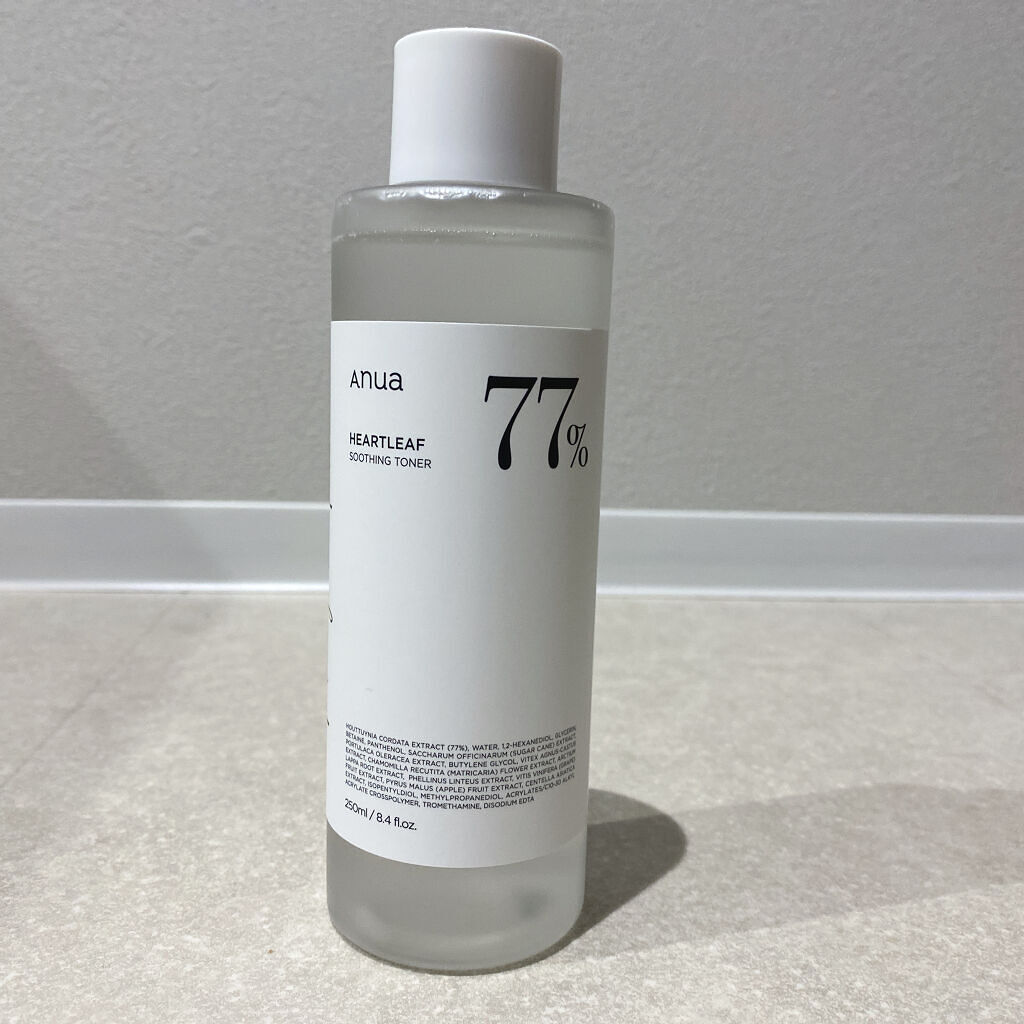 Anua
77%
HEARTLEAF
SOOTHING TONER
HOUTTUYNIA CORDATA EXTRACT (77%), WATER, 1,2-HEXANEDIOL, GLYCERIN,
BETAINE, PANTHENOL, SACCHARUM OFFICINARUM (SUGAR CANE) EXTRACT,
PORTULACA OLERACEA EXTRACT, BUTYLENE GLYCOL, VITEX AGNUS-CASTUS
EXTRACT, CHAMOMILLA RECUTITA (MATRICARIA) FLOWER EXTRACT, ARCTIUM
LAPPA ROOT EXTRACT, PHELLINUS LINTEUS EXTRACT, VITIS VINIFERA (GRAPE)
FRUIT EXTRACT, PYRUS MALUS (APPLE) FRUIT EXTRACT, CENTELLA ASIATICA
EXTRACT, ISOPENTYLDIOL, METHYLPROPANEDIOL, ACRYLATES/C10-30 ALKYL
ACRYLATE CROSSPOLYMER, TROMETHAMINE, DISODIUM EDTA
250ml / 8.4 fl.oz.